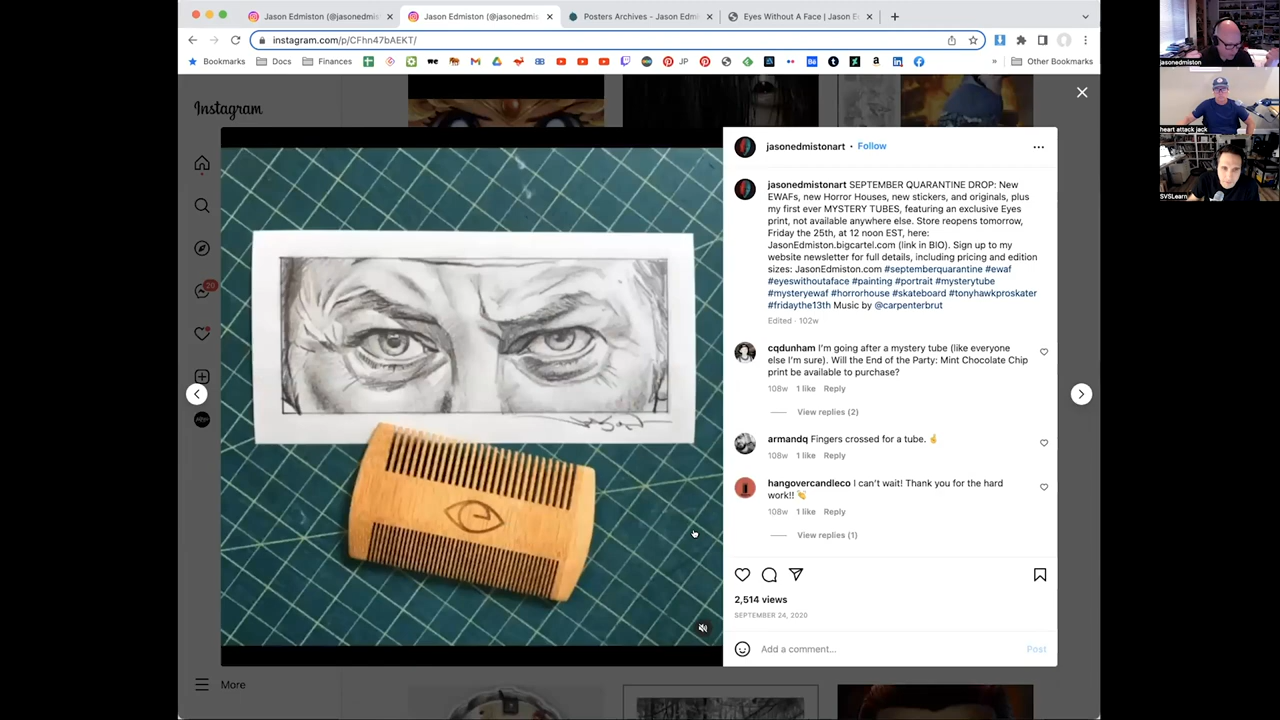 Jason Edmiston (@jasonedmist
Jason Edmiston (@jasonedmis
Posters Archives - Jason Edmi
Eyes Without A Face | Jason E
instagram.com/p/CFhn47bAEKT/
Bookmarks
Docs
Finances
we
JP
»
Other Bookmarks
Instagram
20
More
jasonedmistonart • Follow
jasonedmistonart SEPTEMBER QUARANTINE DROP: New
EWAFs, new Horror Houses, new stickers, and originals, plus
my first ever MYSTERY TUBES, featuring an exclusive Eyes
print, not available anywhere else. Store reopens tomorrow,
Friday the 25th, at 12 noon EST, here:
JasonEdmiston.bigcartel.com (link in BIO). Sign up to my
website newsletter for full details, including pricing and edition
sizes: JasonEdmiston.com #septemberquarantine #ewaf
#eyeswithoutaface #painting #portrait #mysterytube
#mysteryewaf #horrorhouse #skateboard #tonyhawkproskater
#fridaythe13th Music by @carpenterbrut
Edited · 102w
cqdunham I'm going after a mystery tube (like everyone
else I'm sure). Will the End of the Party: Mint Chocolate Chip
print be available to purchase?
108w 1 like Reply
View replies (2)
armandq Fingers crossed for a tube.
108w 1 like Reply
hangovercandleco I can't wait! Thank you for the hard
work!!
108w 1 like Reply
View replies (1)
2,514 views
SEPTEMBER 24, 2020
Add a comment...
Post
jasonedmiston
heart attack jack
SVSLearn